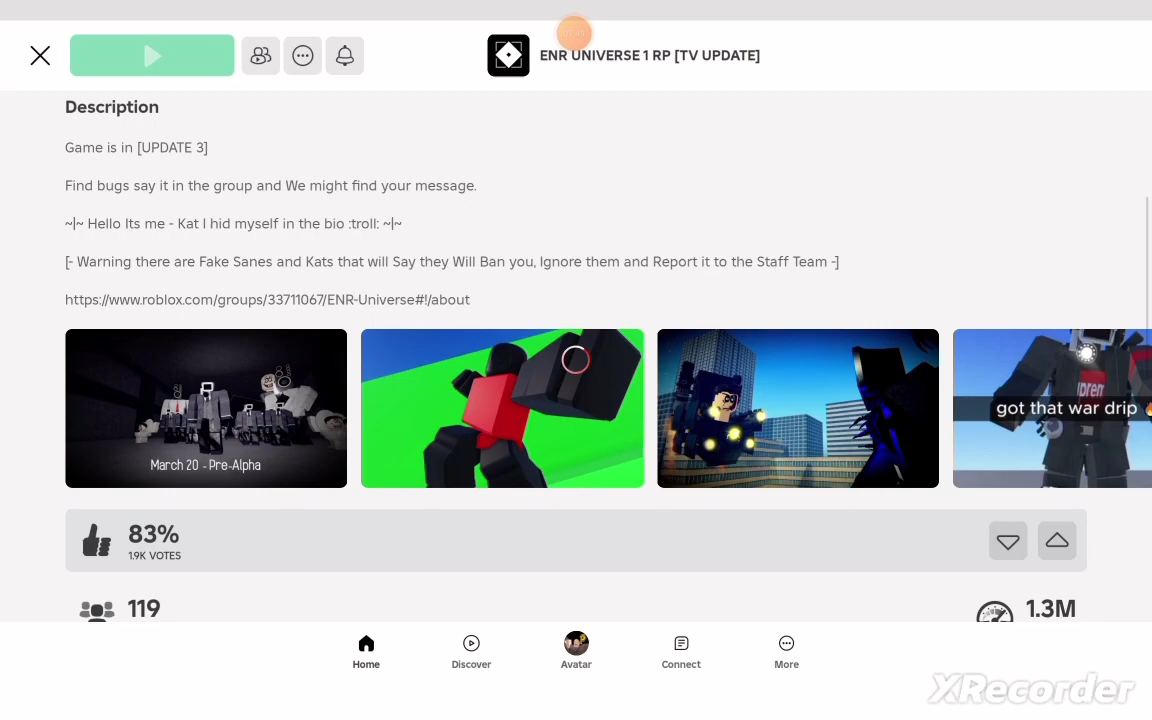 ENR UNIVERSE 1 RP [TV UPDATE]
Description
Game is in [UPDATE 3]
Find bugs say it in the group and We might find your message.
~|~ Hello Its me - Kat I hid myself in the bio :troll: ~|~
[- Warning there are Fake Sanes and Kats that will Say they Will Ban you, Ignore them and Report it to the Staff Team -]
https://www.roblox.com/groups/33711067/ENR-Universe#!/about
March 20 - Pre-Alpha
got that war drip
83%
1.9K VOTES
119
1.3M
Home
Discover
Avatar
Connect
More
XRecorder